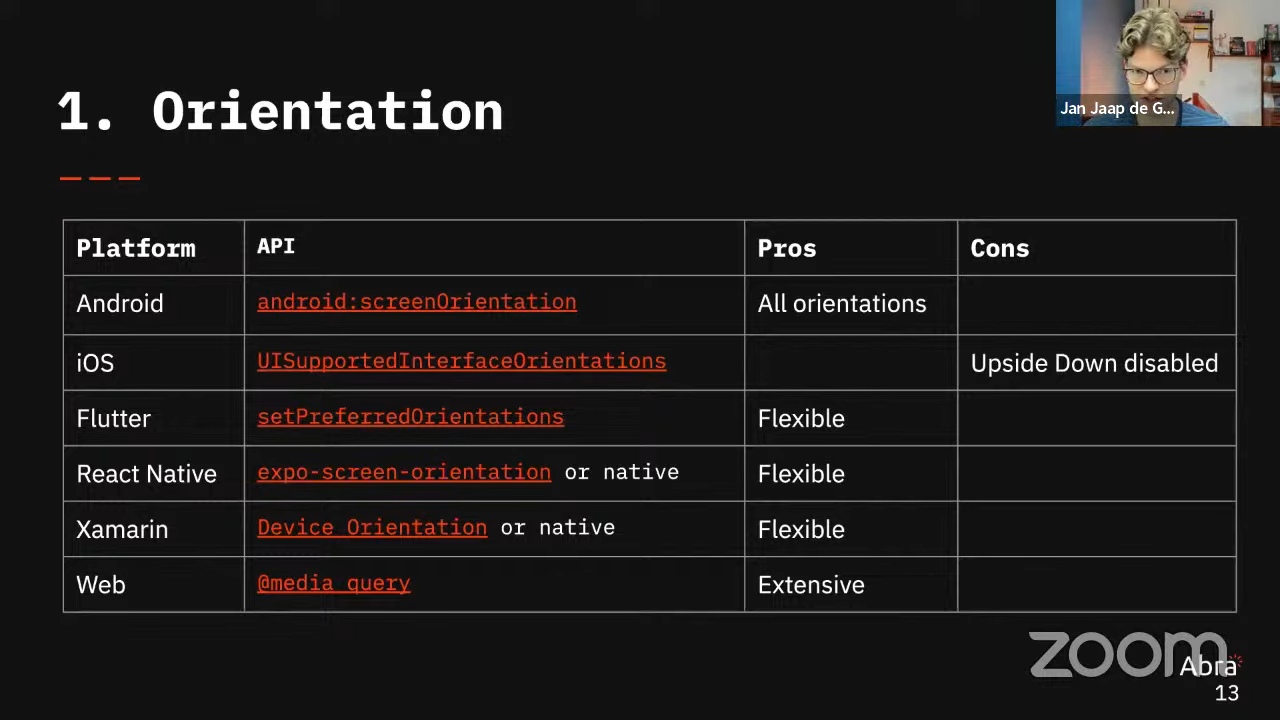 1. Orientation
Jan Jaap de G...
Platform API Pros Cons
Android android:screenOrientation All orientations
iOS UISupportedInterfaceOrientations Upside Down disabled
Flutter setPreferredOrientations Flexible
React Native expo-screen-orientation or native Flexible
Xamarin Device Orientation or native Flexible
Web @media query Extensive
zoom
Abra
13